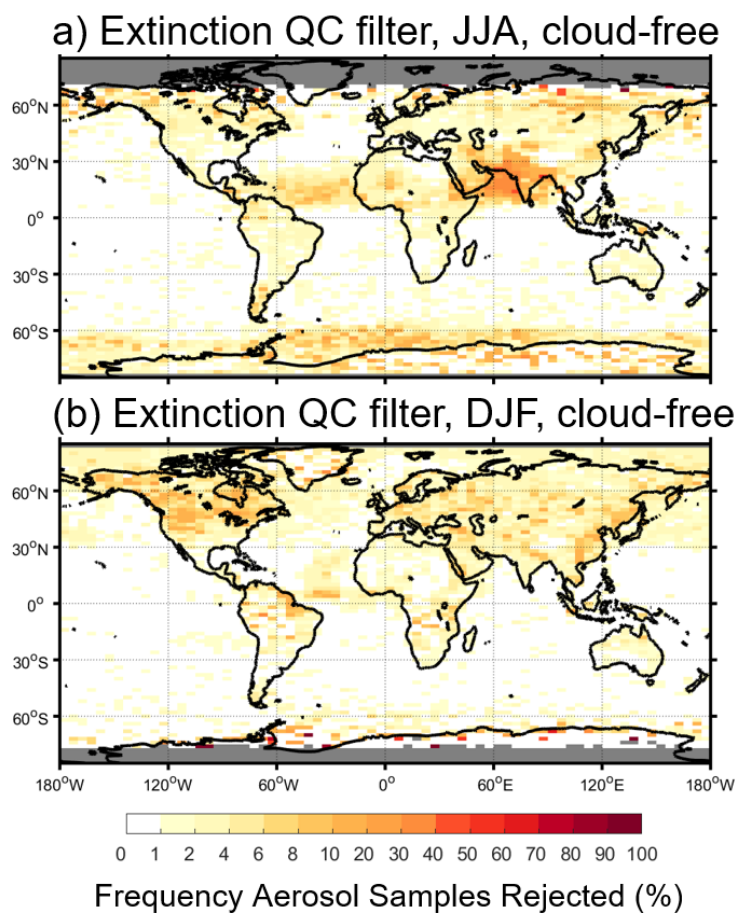 a) Extinction QC filter, JJA, cloud-free
60°N
30°N
0°
30°S
60°S
(b) Extinction QC filter, DJF, cloud-free
60°N
30°N
0°
30°S
60°S
180°W 120°W 60°W 0° 60°E 120°E 180°W
0 1 2 4 6 8 10 20 30 40 50 60 70 80 90 100
Frequency Aerosol Samples Rejected (%)